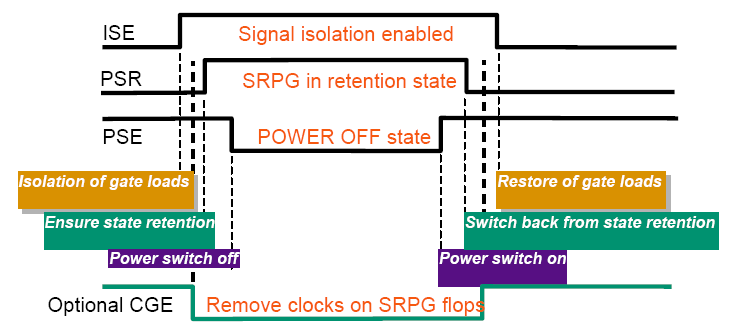 ISE
Signal isolation enabled
PSR
SRPG in retention state
PSE
POWER OFF state
Isolation of gate loads
Restore of gate loads
Ensure state retention
Switch back from state retention
Power switch off
Power switch on
Optional CGE
Remove clocks on SRPG flops